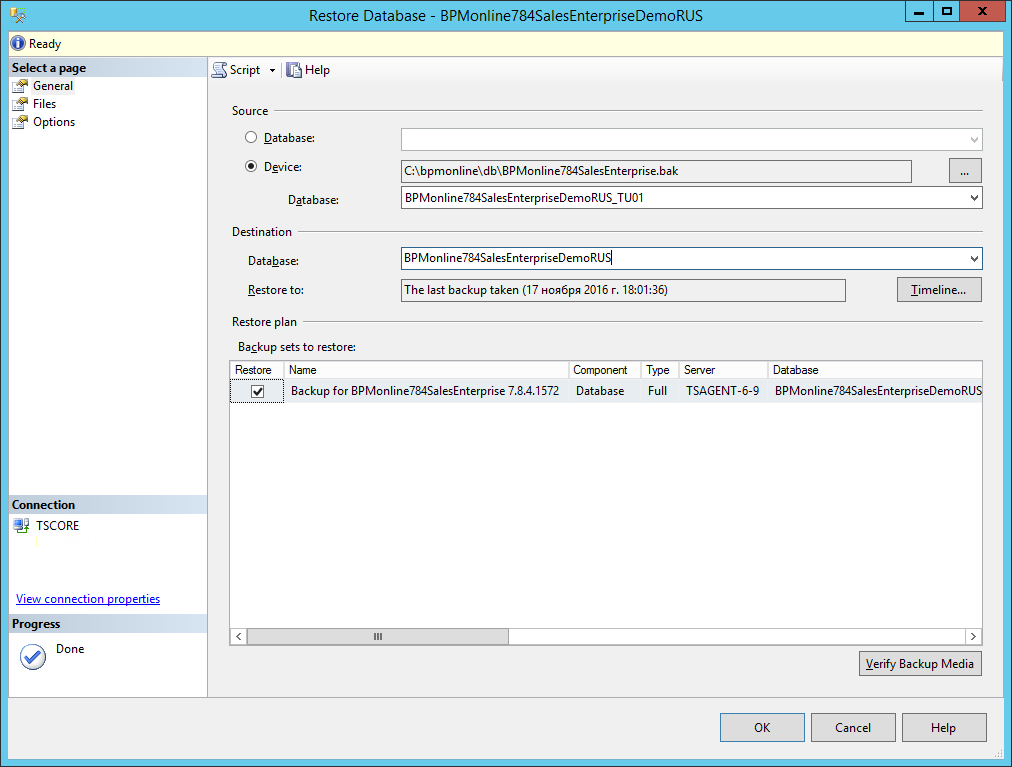 Restore Database - BPMonline784SalesEnterpriseDemoRUS
Ready
Select a page
General
Files
Options
Script
Help
Source
Database:
Device:
C:\bpmonline\db\BPMonline784SalesEnterprise.bak
...
Database:
BPMonline784SalesEnterpriseDemoRUS_TU01
Destination
Database:
BPMonline784SalesEnterpriseDemoRUS
Restore to:
The last backup taken (17 ноября 2016 г. 18:01:36)
Timeline...
Restore plan
Backup sets to restore:
Restore Name Component Type Server Database
Backup for BPMonline784SalesEnterprise 7.8.4.1572 Database Full TSAGENT-6-9 BPMonline784SalesEnterpriseDemoRUS
Connection
TSCORE
View connection properties
Progress
Done
Verify Backup Media
OK
Cancel
Help